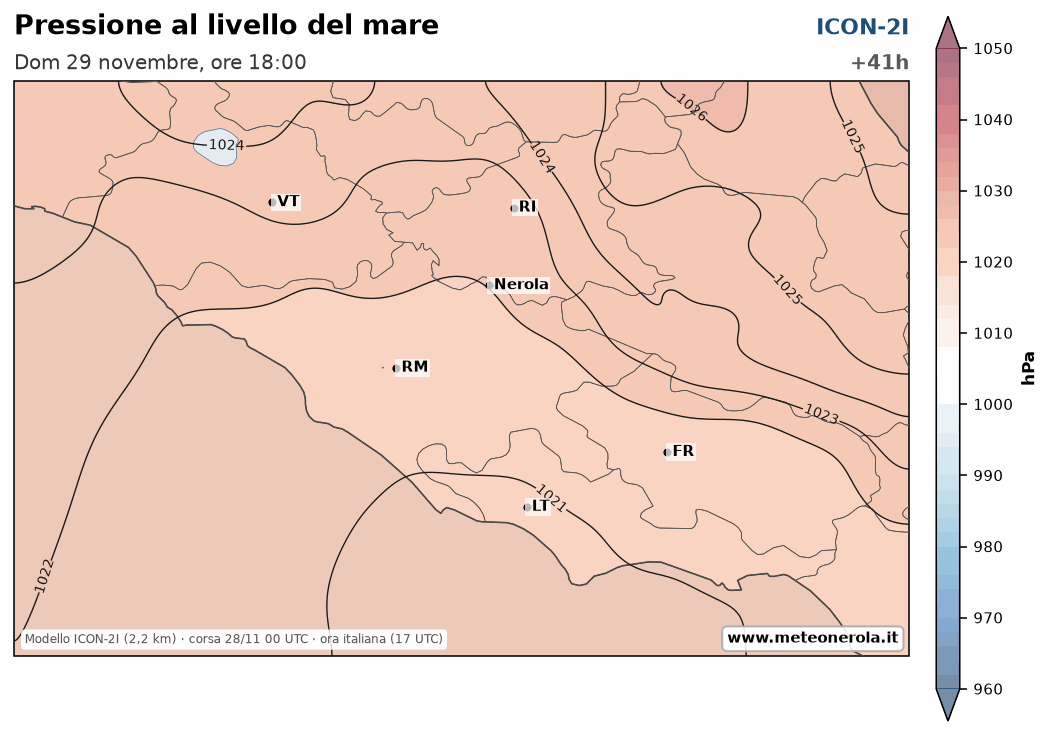 Pressione al livello del mare
ICON-2I
Dom 29 novembre, ore 18:00
+41h
1026
1025
1024
1024
VT
RI
Nerola
1025
RM
1023
FR
1021
LT
1022
Modello ICON-2I (2,2 km) · corsa 28/11 00 UTC · ora italiana (17 UTC)
www.meteonerola.it
1050
1040
1030
1020
1010
1000
990
980
970
960
hPa